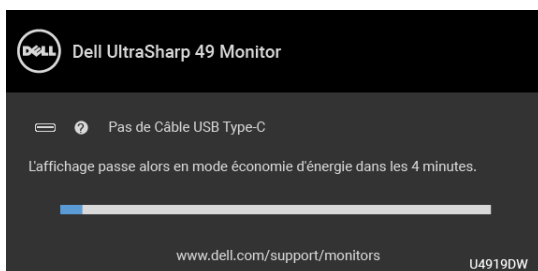 DELL
Dell UltraSharp 49 Monitor
? Pas de Câble USB Type-C
L'affichage passe alors en mode économie d'énergie dans les 4 minutes.
www.dell.com/support/monitors
U4919DW